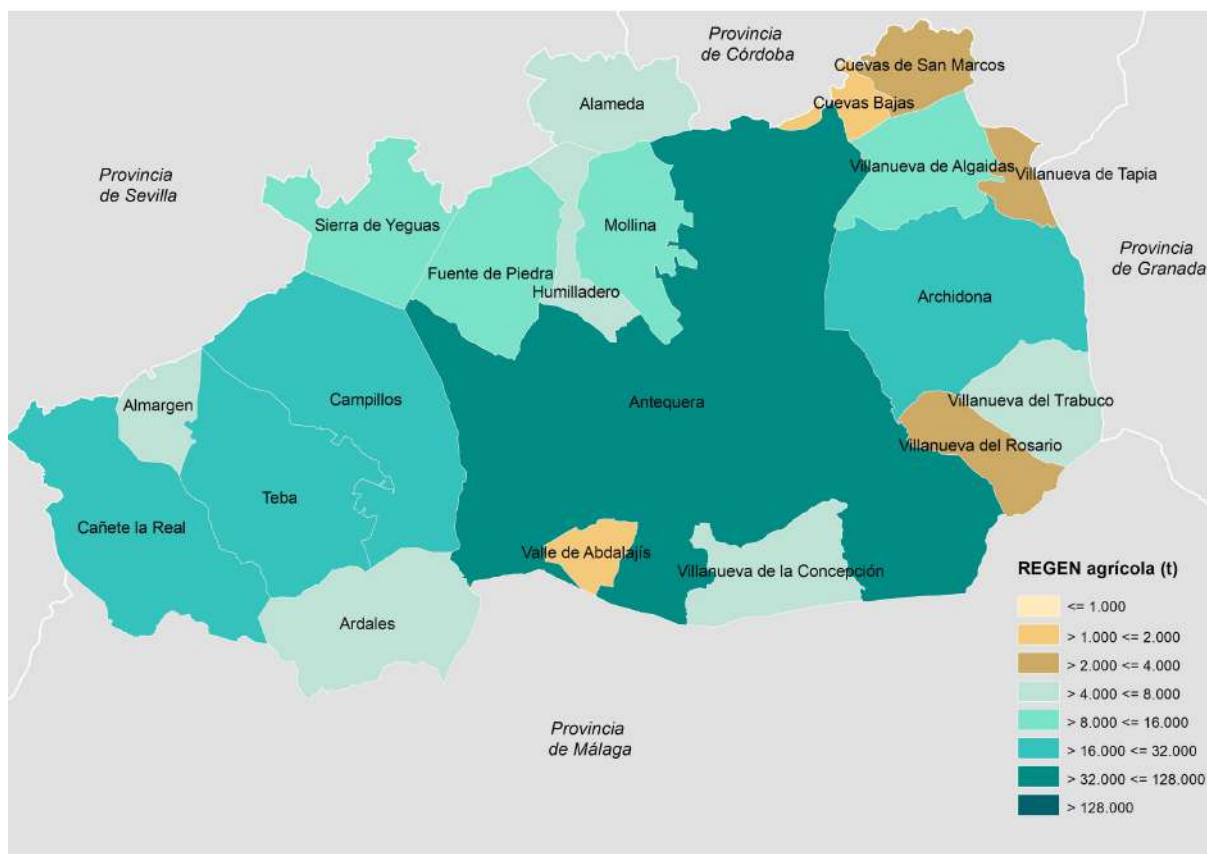 Provincia
de Córdoba
Cuevas de San Marcos
Cuevas Bajas
Alameda
Provincia
de Sevilla
Villanueva de Algaidas
Villanueva de Tapia
Sierra de Yeguas
Mollina
Fuente de Piedra
Humilladero
Provincia
de Granada
Archidona
Almargen
Campillos
Antequera
Villanueva del Trabuco
Villanueva del Rosario
Teba
Cañete la Real
Valle de Abdalajís
Villanueva de la Concepción
Ardales
Provincia
de Málaga
REGEN agrícola (t)
<= 1.000
> 1.000 <= 2.000
> 2.000 <= 4.000
> 4.000 <= 8.000
> 8.000 <= 16.000
> 16.000 <= 32.000
> 32.000 <= 128.000
> 128.000